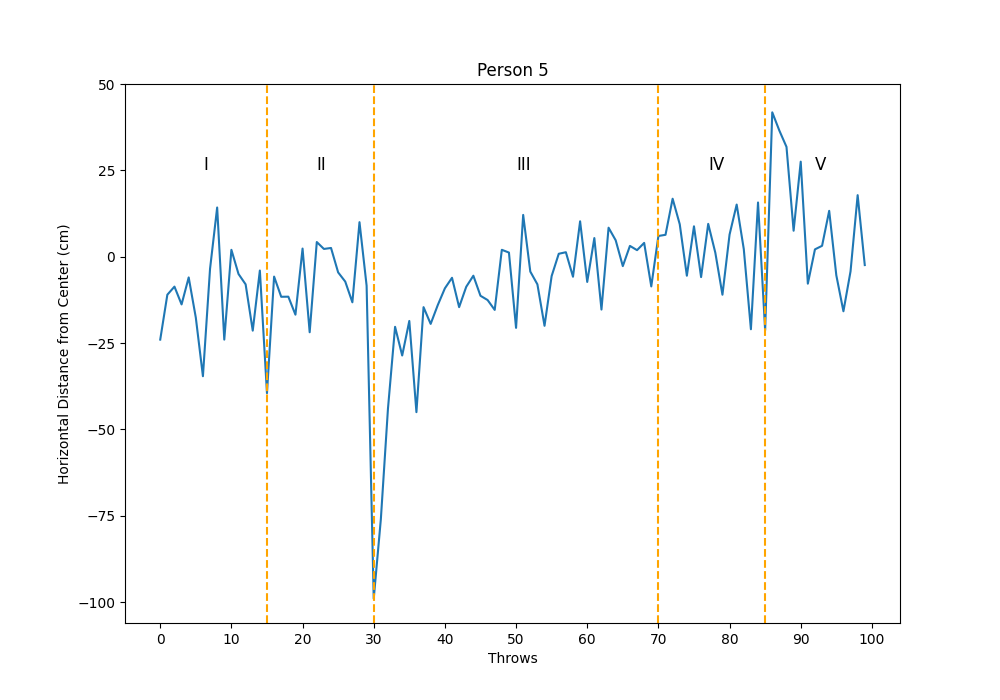 Person 5
50
25
0
−25
−50
−75
−100
Horizontal Distance from Center (cm)
I
II
III
IV
V
0 10 20 30 40 50 60 70 80 90 100
Throws